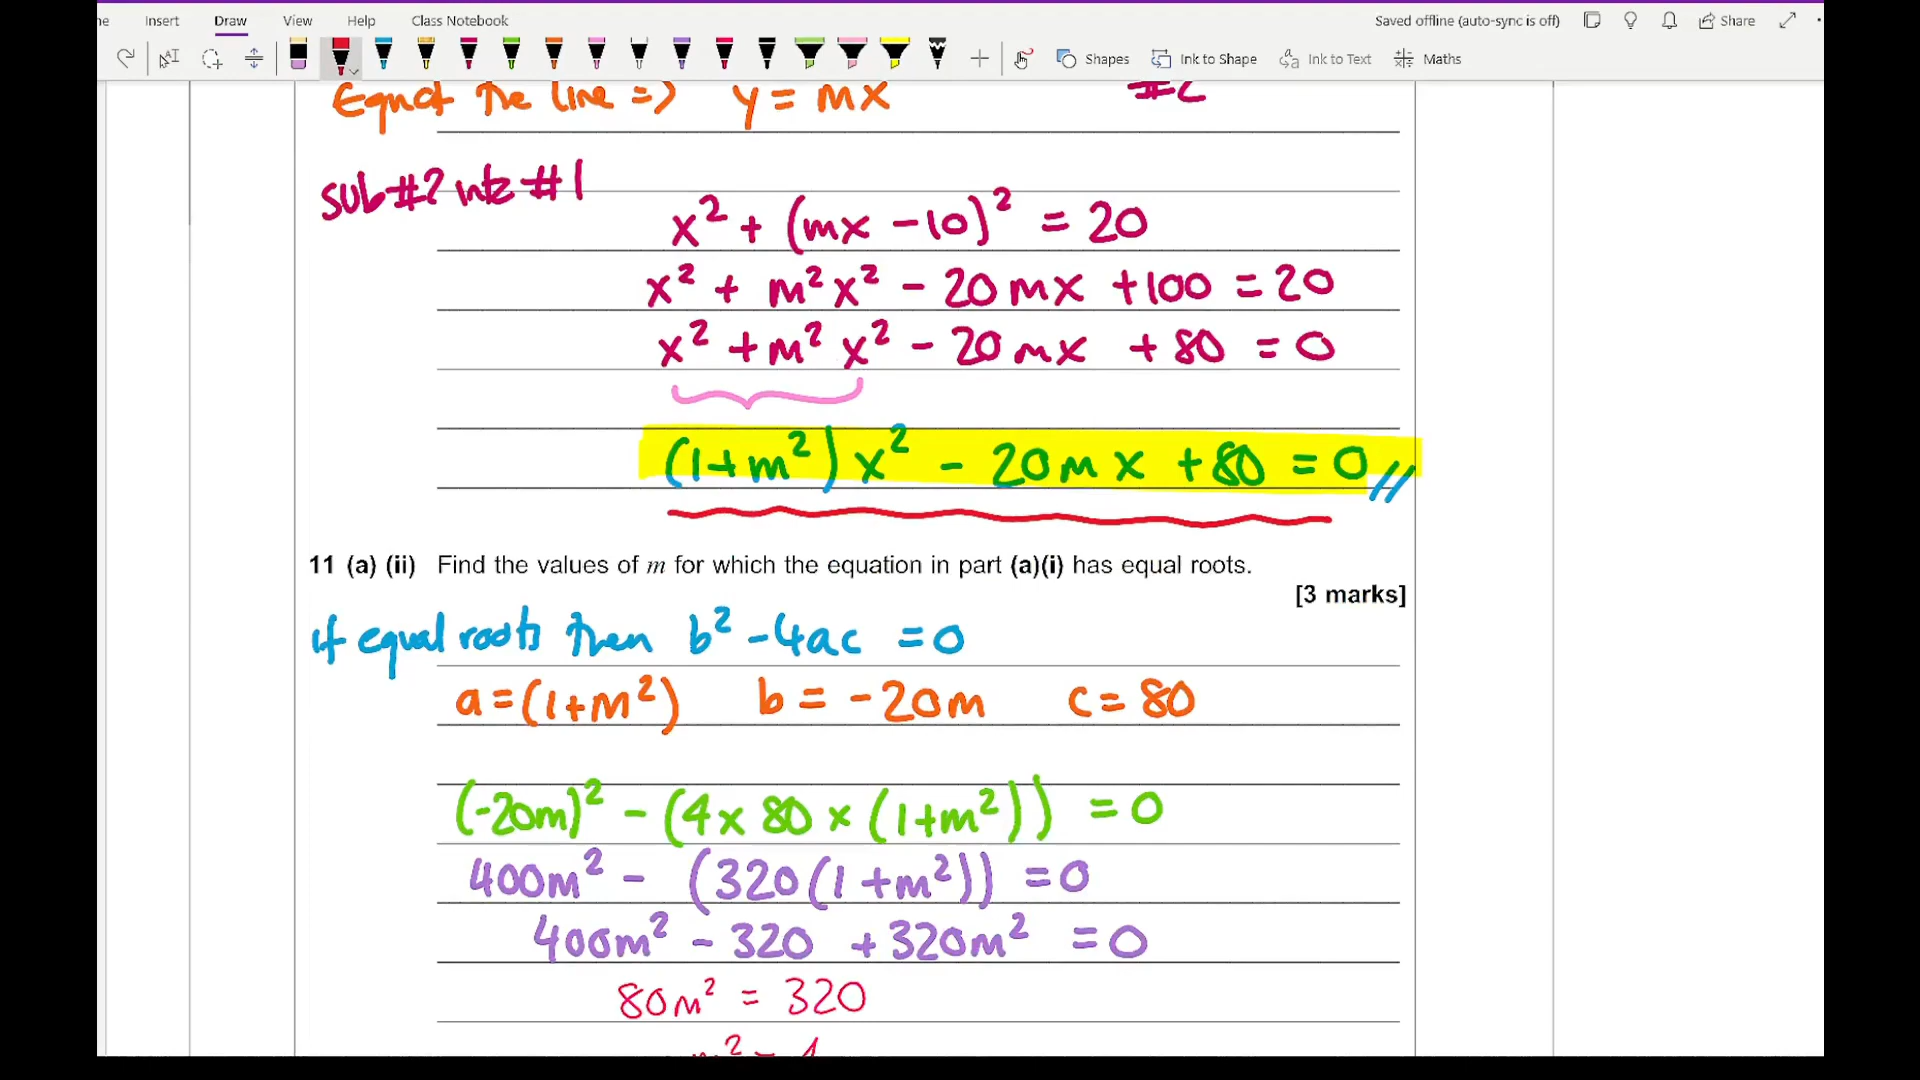 Insert Draw View Help Class Notebook Saved offline (auto-sync is off) Share
Shapes Ink to Shape Ink to Text Maths
Equat the line => y = mx #2
sub #2 into #1
x² + (mx - 10)² = 20
x² + m²x² - 20mx + 100 = 20
x² + m²x² - 20mx + 80 = 0
(1+m²)x² - 20mx + 80 = 0 //
11 (a) (ii) Find the values of m for which the equation in part (a)(i) has equal roots.
[3 marks]
if equal roots then b² - 4ac = 0
a = (1+m²) b = -20m c = 80
(-20m)² - (4 x 80 x (1+m²)) = 0
400m² - (320(1+m²)) = 0
400m² - 320 + 320m² = 0
80m² = 320
m² = 4